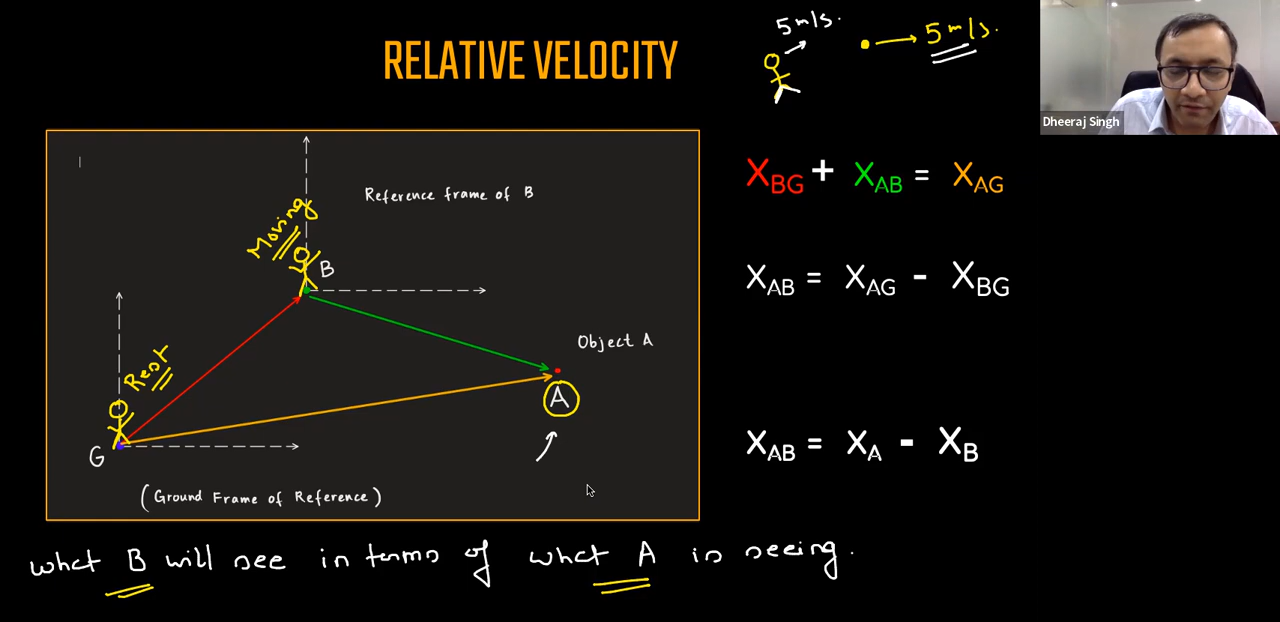 RELATIVE VELOCITY
5m/s.
5m/s.
Dheeraj Singh
Moving
Reference frame of B
B
Rest
Object A
A
G
(Ground Frame of Reference)
X_BG + X_AB = X_AG
X_AB = X_AG - X_BG
X_AB = X_A - X_B
what B will see in terms of what A is seeing.